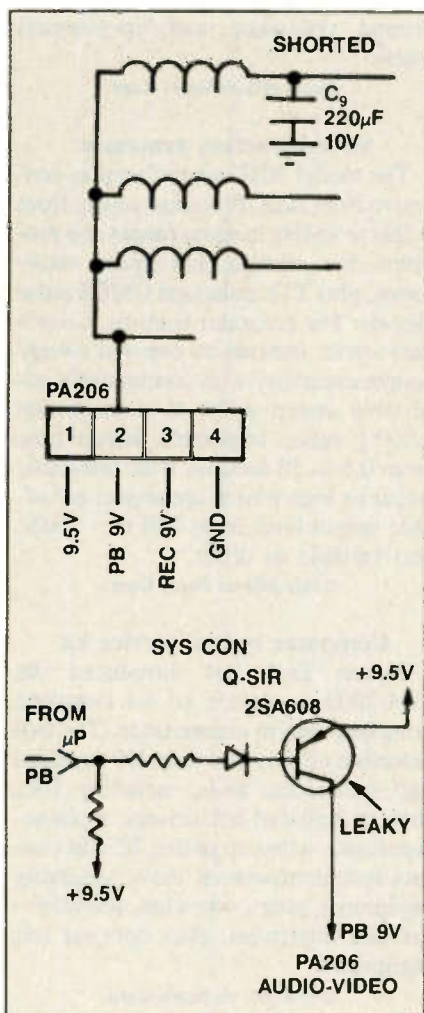 SHORTED
C9
220μF
10V
PA206
1 2 3 4
9.5V PB 9V REC 9V GND
SYS CON
Q-SIR
2SA608
+9.5V
FROM
μP
PB
LEAKY
+9.5V
PB 9V
PA206
AUDIO-VIDEO